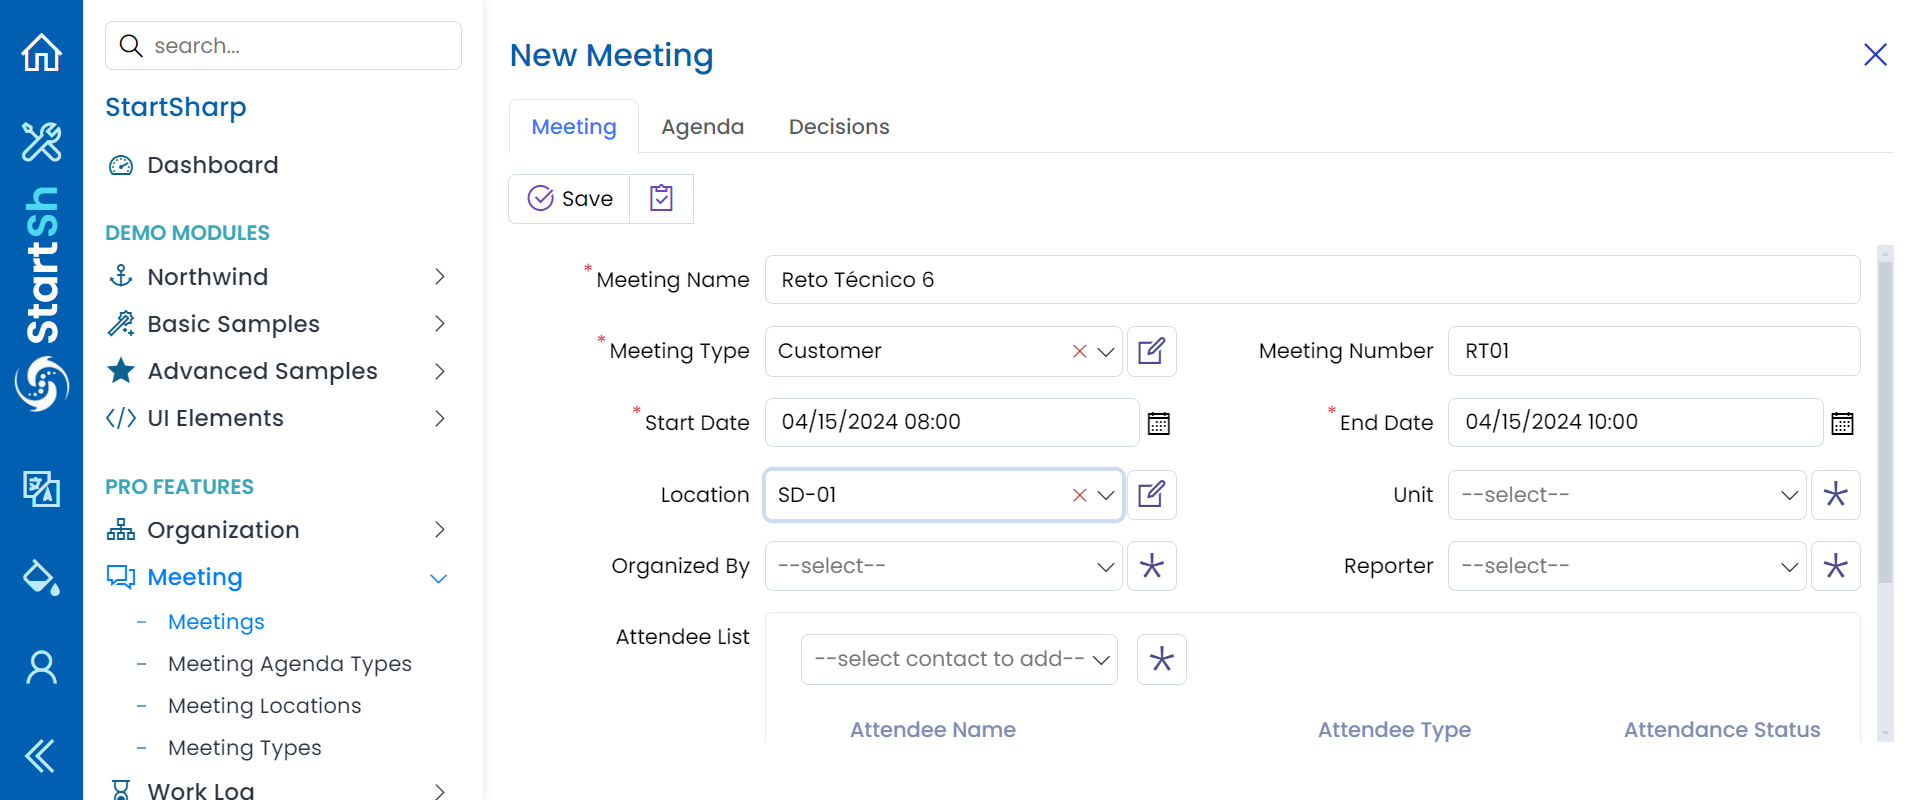 StartSh
search...
StartSharp
Dashboard
DEMO MODULES
Northwind
Basic Samples
Advanced Samples
UI Elements
PRO FEATURES
Organization
Meeting
- Meetings
- Meeting Agenda Types
- Meeting Locations
- Meeting Types
Work Log
New Meeting
Meeting Agenda Decisions
Save
* Meeting Name Reto Técnico 6
* Meeting Type Customer Meeting Number RT01
* Start Date 04/15/2024 08:00 * End Date 04/15/2024 10:00
Location SD-01 Unit --select--
Organized By --select-- Reporter --select--
Attendee List --select contact to add--
Attendee Name Attendee Type Attendance Status